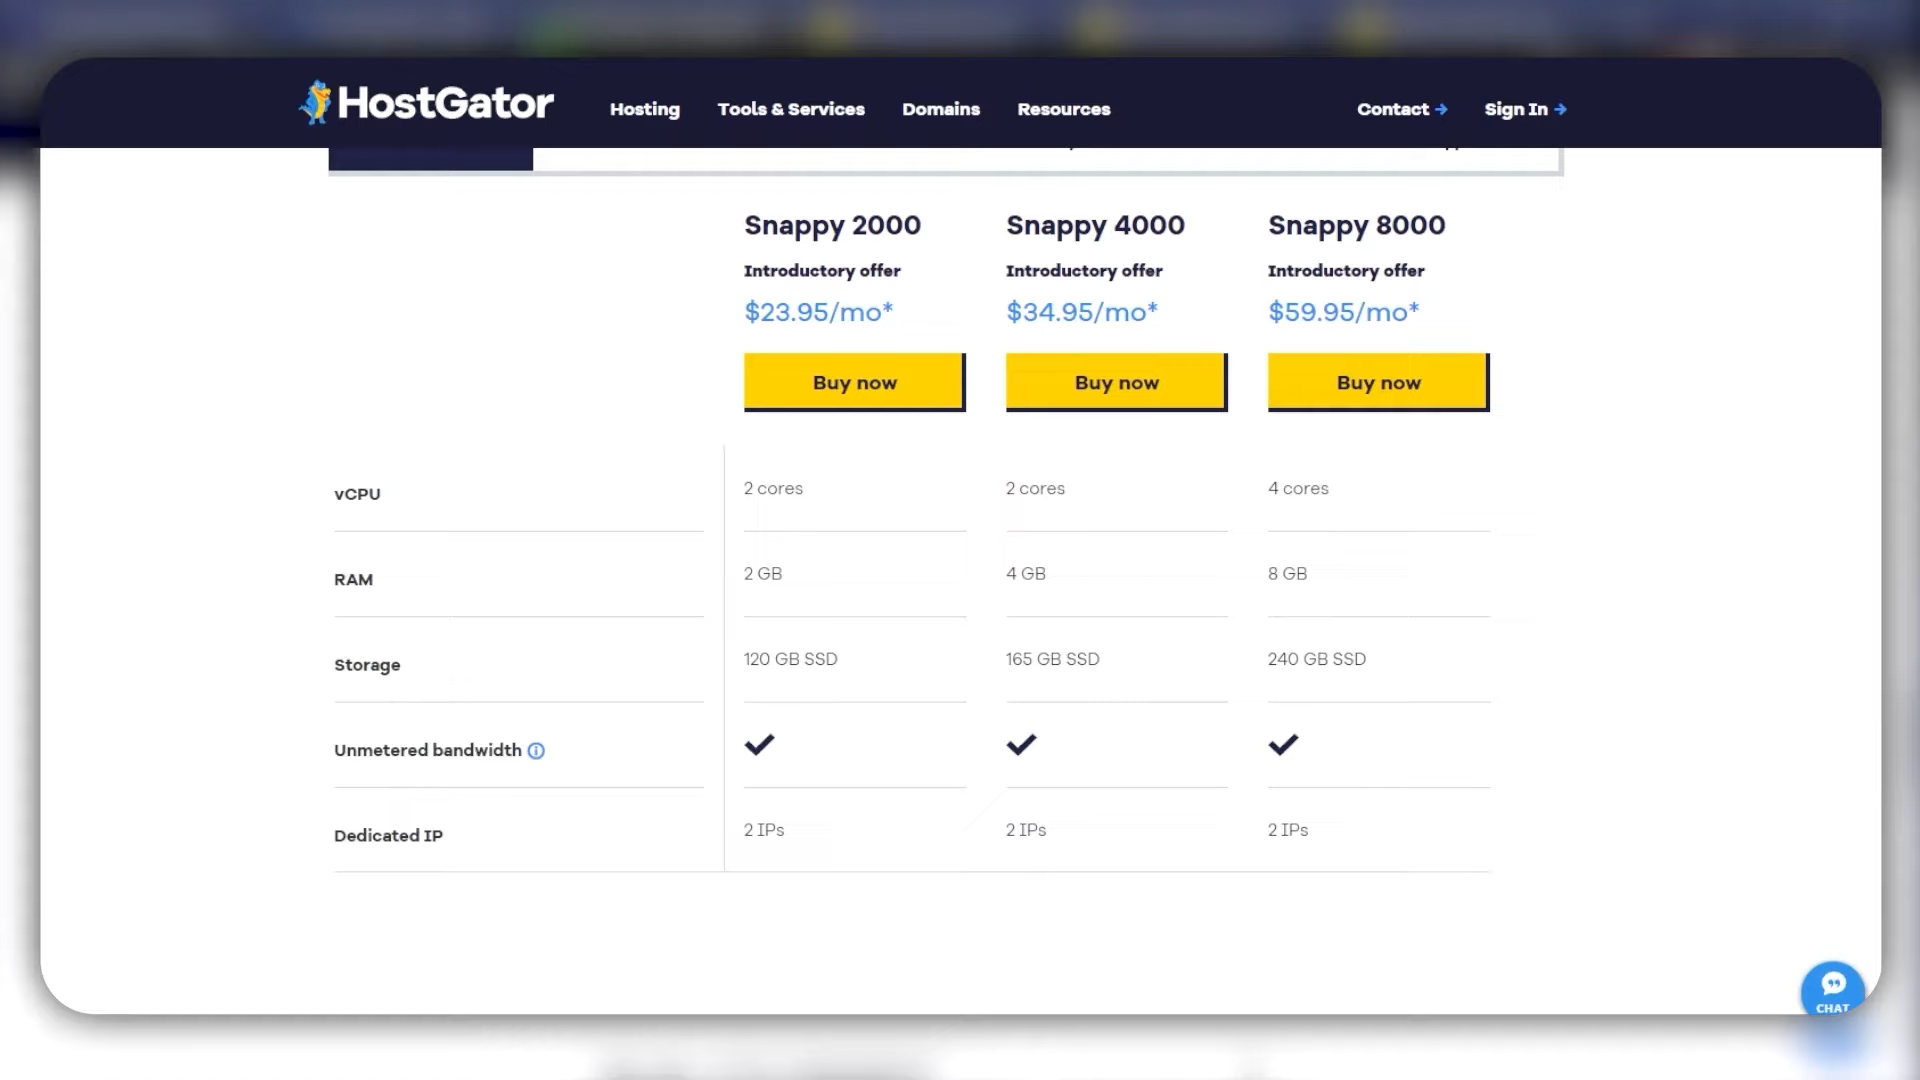 HostGator Hosting Tools & Services Domains Resources Contact → Sign In →
Snappy 2000 Snappy 4000 Snappy 8000
Introductory offer Introductory offer Introductory offer
$23.95/mo* $34.95/mo* $59.95/mo*
Buy now Buy now Buy now
vCPU 2 cores 2 cores 4 cores
RAM 2 GB 4 GB 8 GB
Storage 120 GB SSD 165 GB SSD 240 GB SSD
Unmetered bandwidth
Dedicated IP 2 IPs 2 IPs 2 IPs
CHAT